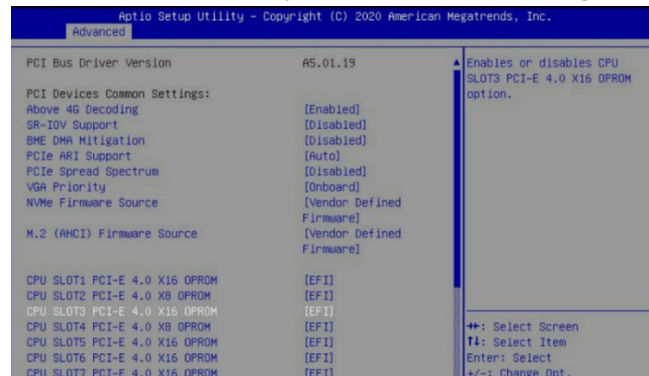 Aptio Setup Utility - Copyright (C) 2020 American Megatrends, Inc.
Advanced
PCI Bus Driver Version A5.01.19
PCI Devices Common Settings:
Above 4G Decoding [Enabled]
SR-IOV Support [Disabled]
BME DMA Mitigation [Disabled]
PCIe ARI Support [Auto]
PCIe Spread Spectrum [Disabled]
VGA Priority [Onboard]
NVMe Firmware Source [Vendor Defined
Firmware]
M.2 (AHCI) Firmware Source [Vendor Defined
Firmware]
CPU SLOT1 PCI-E 4.0 X16 OPROM [EFI]
CPU SLOT2 PCI-E 4.0 X8 OPROM [EFI]
CPU SLOT3 PCI-E 4.0 X16 OPROM [EFI]
CPU SLOT4 PCI-E 4.0 X8 OPROM [EFI]
CPU SLOT5 PCI-E 4.0 X16 OPROM [EFI]
CPU SLOT6 PCI-E 4.0 X16 OPROM [EFI]
CPU SLOT7 PCI-E 4.0 X16 OPROM [EFI]
Enables or disables CPU
SLOT3 PCI-E 4.0 X16 OPROM
option.
→←: Select Screen
↑↓: Select Item
Enter: Select
+/-: Change Opt.